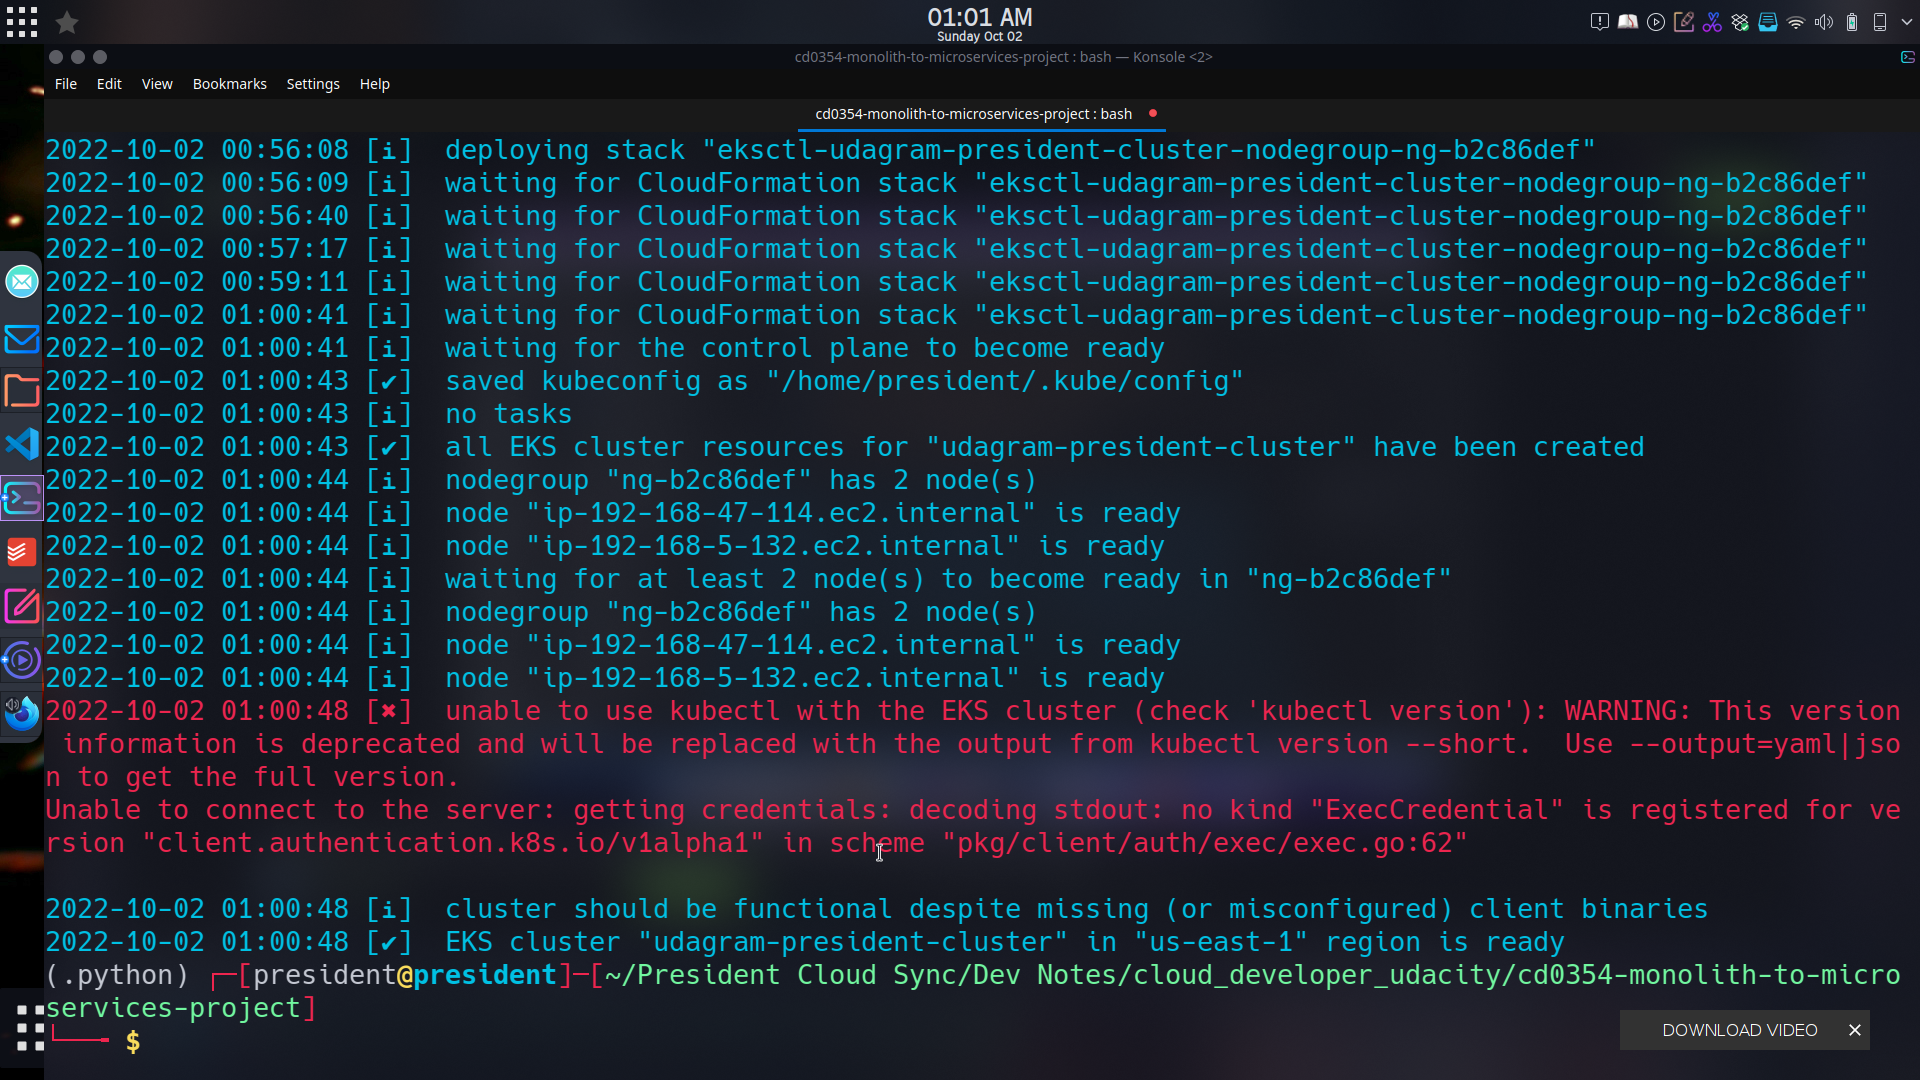 01:01 AM
Sunday Oct 02
cd0354-monolith-to-microservices-project : bash — Konsole <2>
File Edit View Bookmarks Settings Help
cd0354-monolith-to-microservices-project : bash
2022-10-02 00:56:08 [i]  deploying stack "eksctl-udagram-president-cluster-nodegroup-ng-b2c86def"
2022-10-02 00:56:09 [i]  waiting for CloudFormation stack "eksctl-udagram-president-cluster-nodegroup-ng-b2c86def"
2022-10-02 00:56:40 [i]  waiting for CloudFormation stack "eksctl-udagram-president-cluster-nodegroup-ng-b2c86def"
2022-10-02 00:57:17 [i]  waiting for CloudFormation stack "eksctl-udagram-president-cluster-nodegroup-ng-b2c86def"
2022-10-02 00:59:11 [i]  waiting for CloudFormation stack "eksctl-udagram-president-cluster-nodegroup-ng-b2c86def"
2022-10-02 01:00:41 [i]  waiting for CloudFormation stack "eksctl-udagram-president-cluster-nodegroup-ng-b2c86def"
2022-10-02 01:00:41 [i]  waiting for the control plane to become ready
2022-10-02 01:00:43 [✔]  saved kubeconfig as "/home/president/.kube/config"
2022-10-02 01:00:43 [i]  no tasks
2022-10-02 01:00:43 [✔]  all EKS cluster resources for "udagram-president-cluster" have been created
2022-10-02 01:00:44 [i]  nodegroup "ng-b2c86def" has 2 node(s)
2022-10-02 01:00:44 [i]  node "ip-192-168-47-114.ec2.internal" is ready
2022-10-02 01:00:44 [i]  node "ip-192-168-5-132.ec2.internal" is ready
2022-10-02 01:00:44 [i]  waiting for at least 2 node(s) to become ready in "ng-b2c86def"
2022-10-02 01:00:44 [i]  nodegroup "ng-b2c86def" has 2 node(s)
2022-10-02 01:00:44 [i]  node "ip-192-168-47-114.ec2.internal" is ready
2022-10-02 01:00:44 [i]  node "ip-192-168-5-132.ec2.internal" is ready
2022-10-02 01:00:48 [✖]  unable to use kubectl with the EKS cluster (check 'kubectl version'): WARNING: This version
 information is deprecated and will be replaced with the output from kubectl version --short.  Use --output=yaml|jso
n to get the full version.
Unable to connect to the server: getting credentials: decoding stdout: no kind "ExecCredential" is registered for ve
rsion "client.authentication.k8s.io/v1alpha1" in scheme "pkg/client/auth/exec/exec.go:62"
2022-10-02 01:00:48 [i]  cluster should be functional despite missing (or misconfigured) client binaries
2022-10-02 01:00:48 [✔]  EKS cluster "udagram-president-cluster" in "us-east-1" region is ready
(.python) ┌─[president@president]─[~/President Cloud Sync/Dev Notes/cloud_developer_udacity/cd0354-monolith-to-micro
services-project]
└──╼ $
DOWNLOAD VIDEO ×